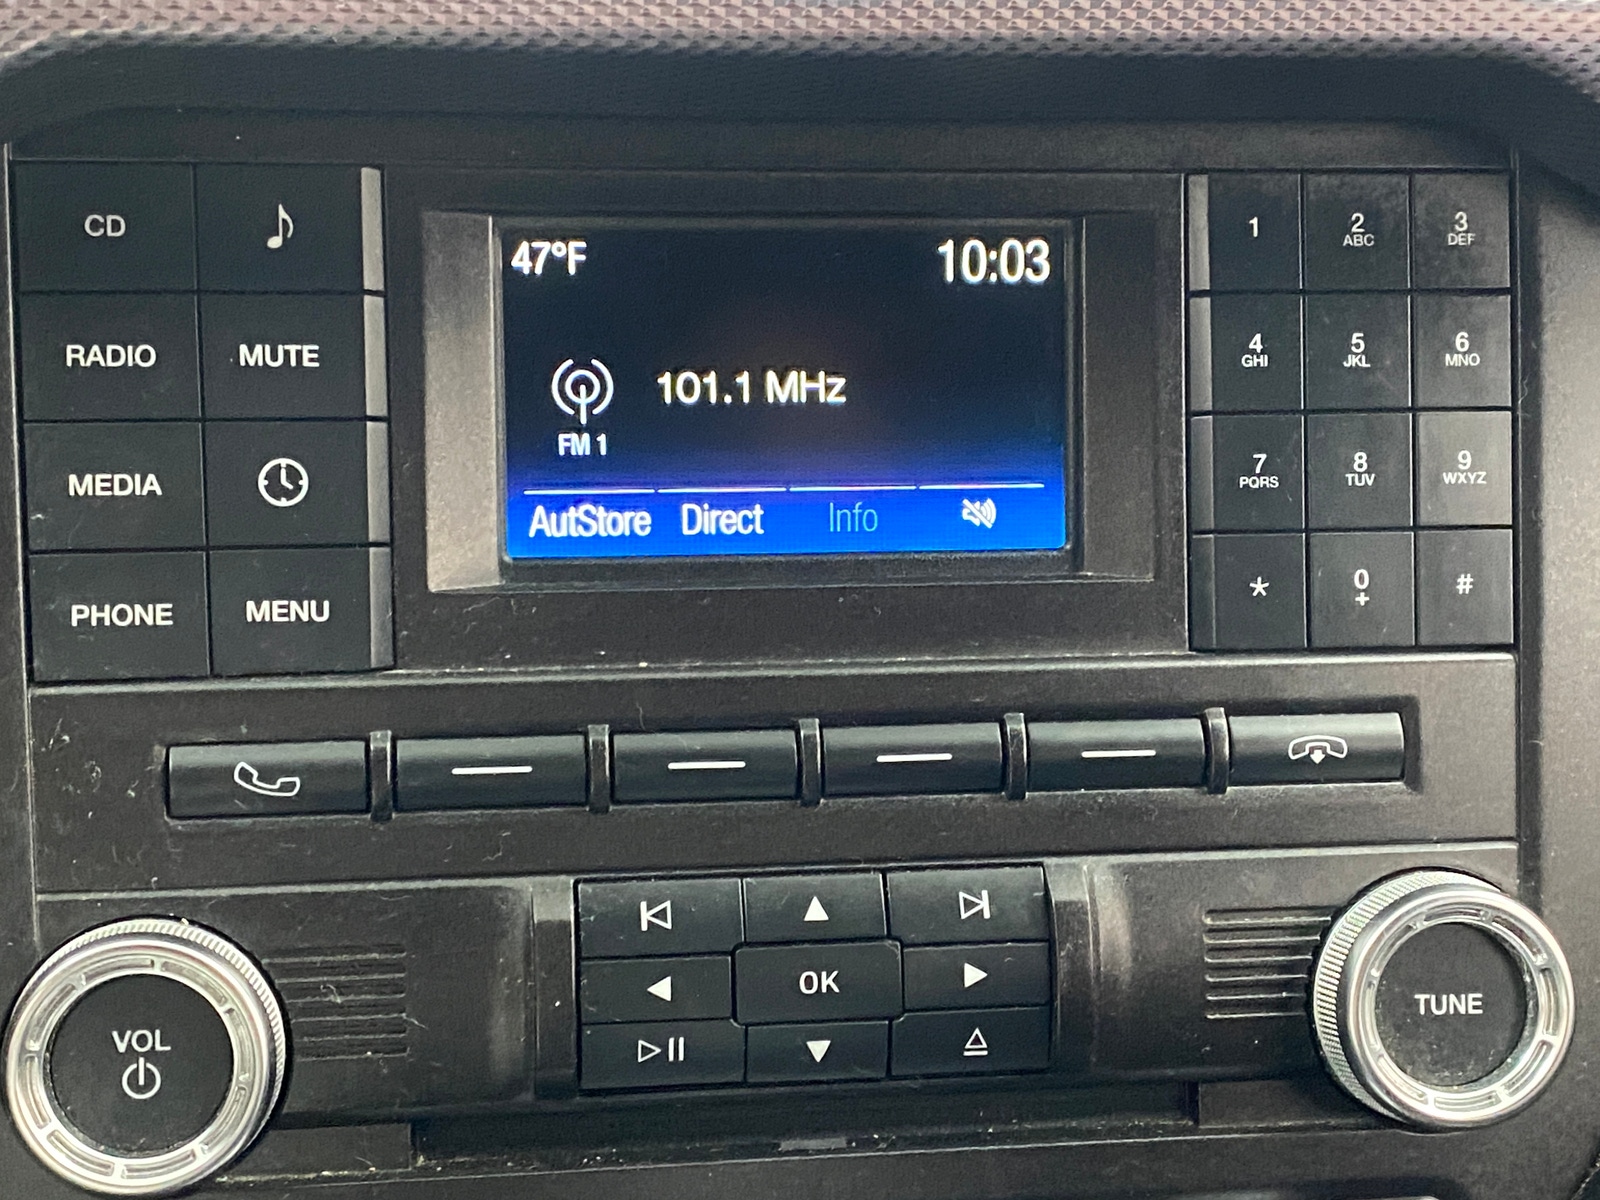 CD
RADIO MUTE
MEDIA
PHONE MENU
47°F 10:03
101.1 MHz
FM 1
AutStore Direct Info
1 2 ABC 3 DEF
4 GHI 5 JKL 6 MNO
7 PQRS 8 TUV 9 WXYZ
* 0 + #
OK
VOL
TUNE